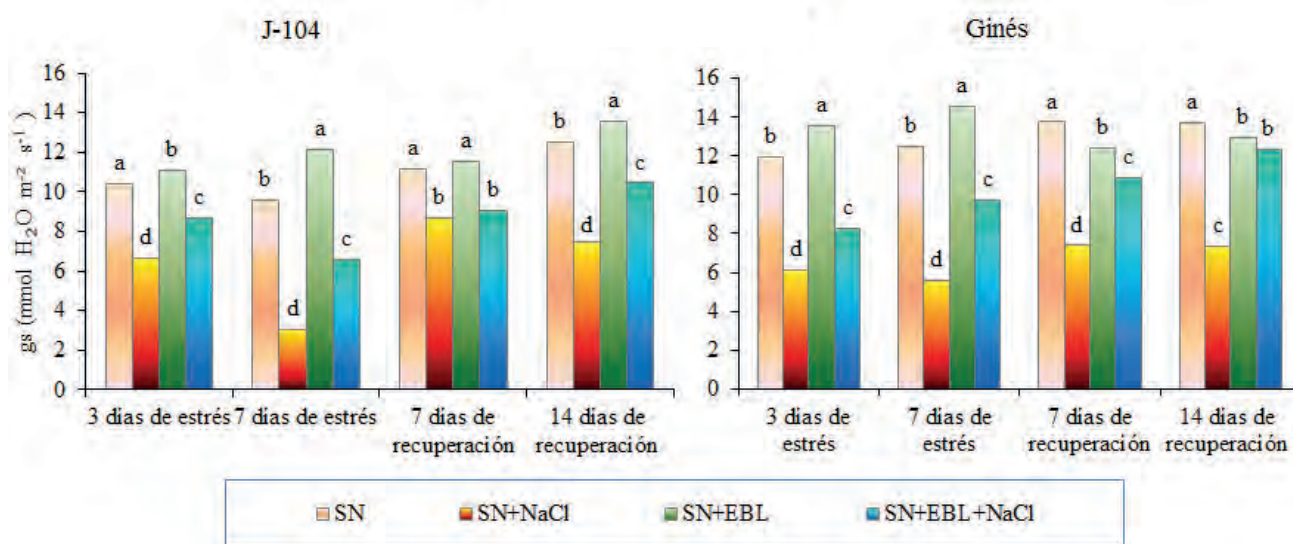 J-104
Ginés
gs (mmol H₂O m⁻² s⁻¹)
16
14
12
10
8
6
4
2
0
a
d
b
c
b
d
a
c
a
b
a
b
b
d
a
c
3 días de estrés
7 días de estrés
7 días de
recuperación
14 días de
recuperación
16
14
12
10
8
6
4
2
0
b
d
a
c
b
d
a
c
a
d
b
c
a
c
b
b
3 días de
estrés
7 días de
estrés
7 días de
recuperación
14 días de
recuperación
SN
SN+NaCl
SN+EBL
SN+EBL+NaCl